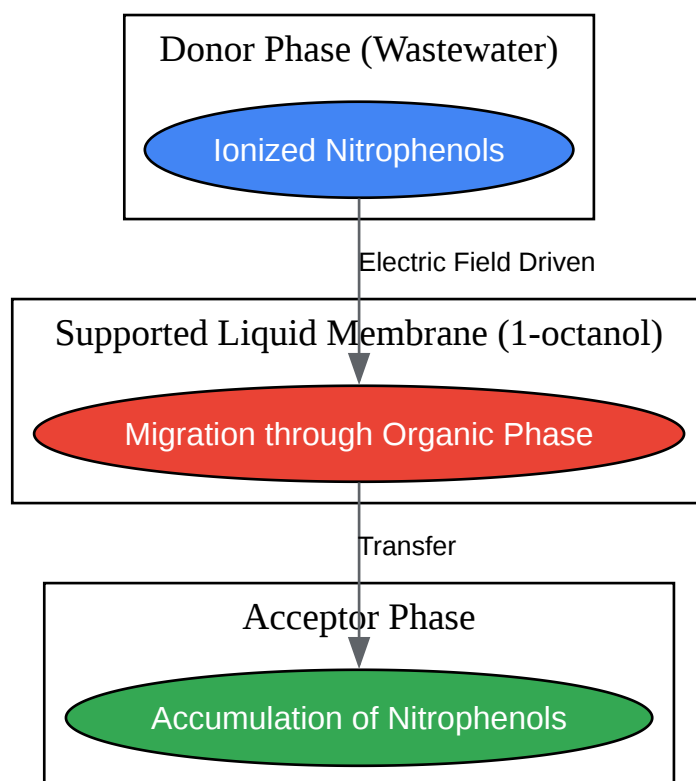 Donor Phase (Wastewater)
Ionized Nitrophenols
Electric Field Driven
Supported Liquid Membrane (1-octanol)
Migration through Organic Phase
Transfer
Acceptor Phase
Accumulation of Nitrophenols